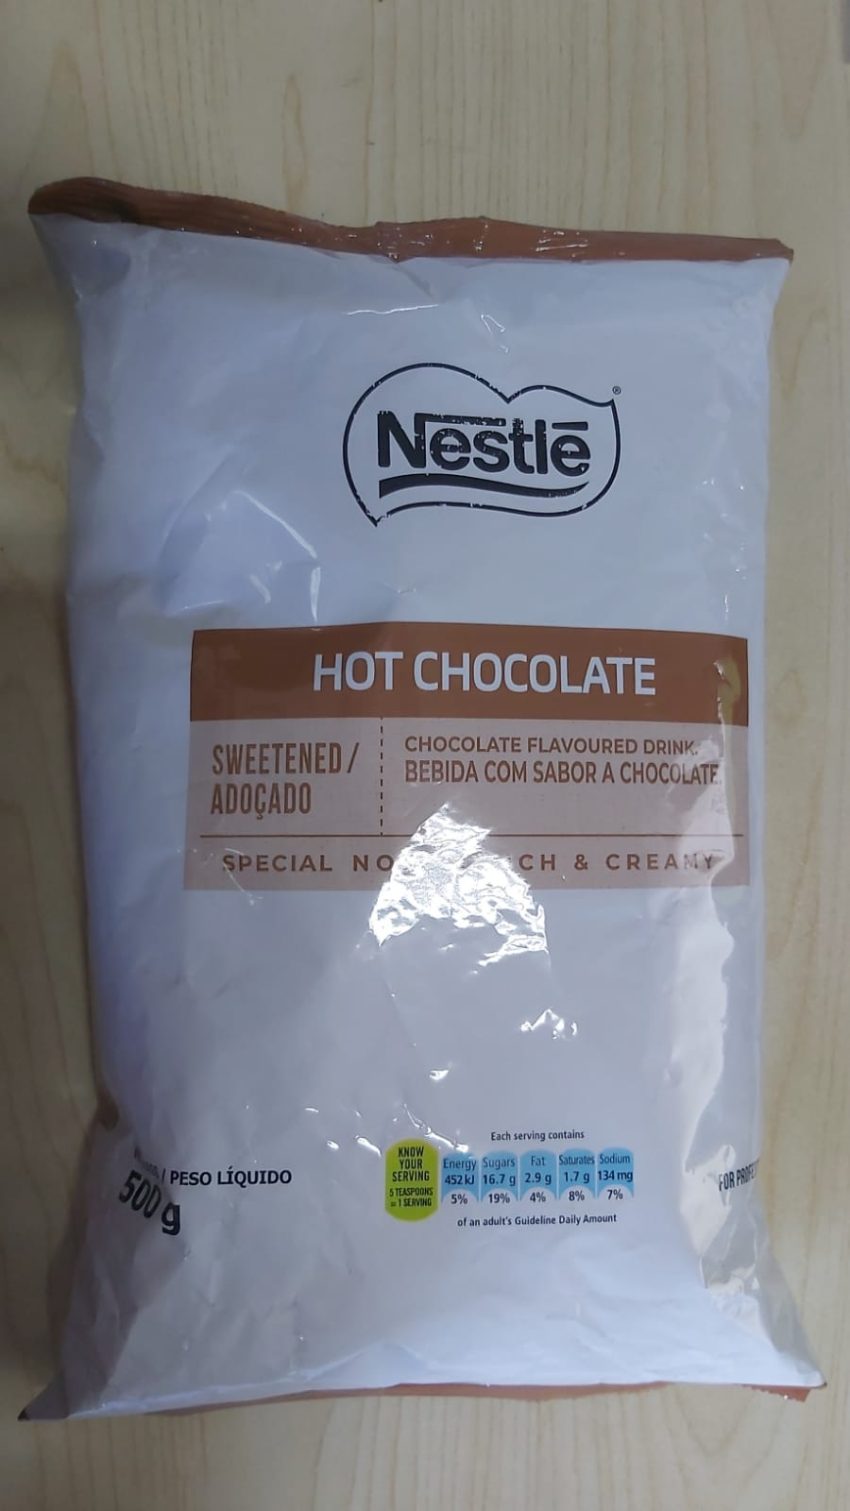 Nestlē
®
HOT CHOCOLATE
SWEETENED /
ADOÇADO
CHOCOLATE FLAVOURED DRINK.
BEBIDA COM SABOR A CHOCOLATE
SPECIAL & CREAMY
/ PESO LÍQUIDO
500 g
KNOW
YOUR
SERVING
5 TEASPOONS
= 1 SERVING
Each serving contains
Energy Sugars Fat Saturates Sodium
452 kJ 16.7 g 2.9 g 1.7 g 134 mg
5% 19% 4% 8% 7%
of an adult's Guideline Daily Amount
FOR